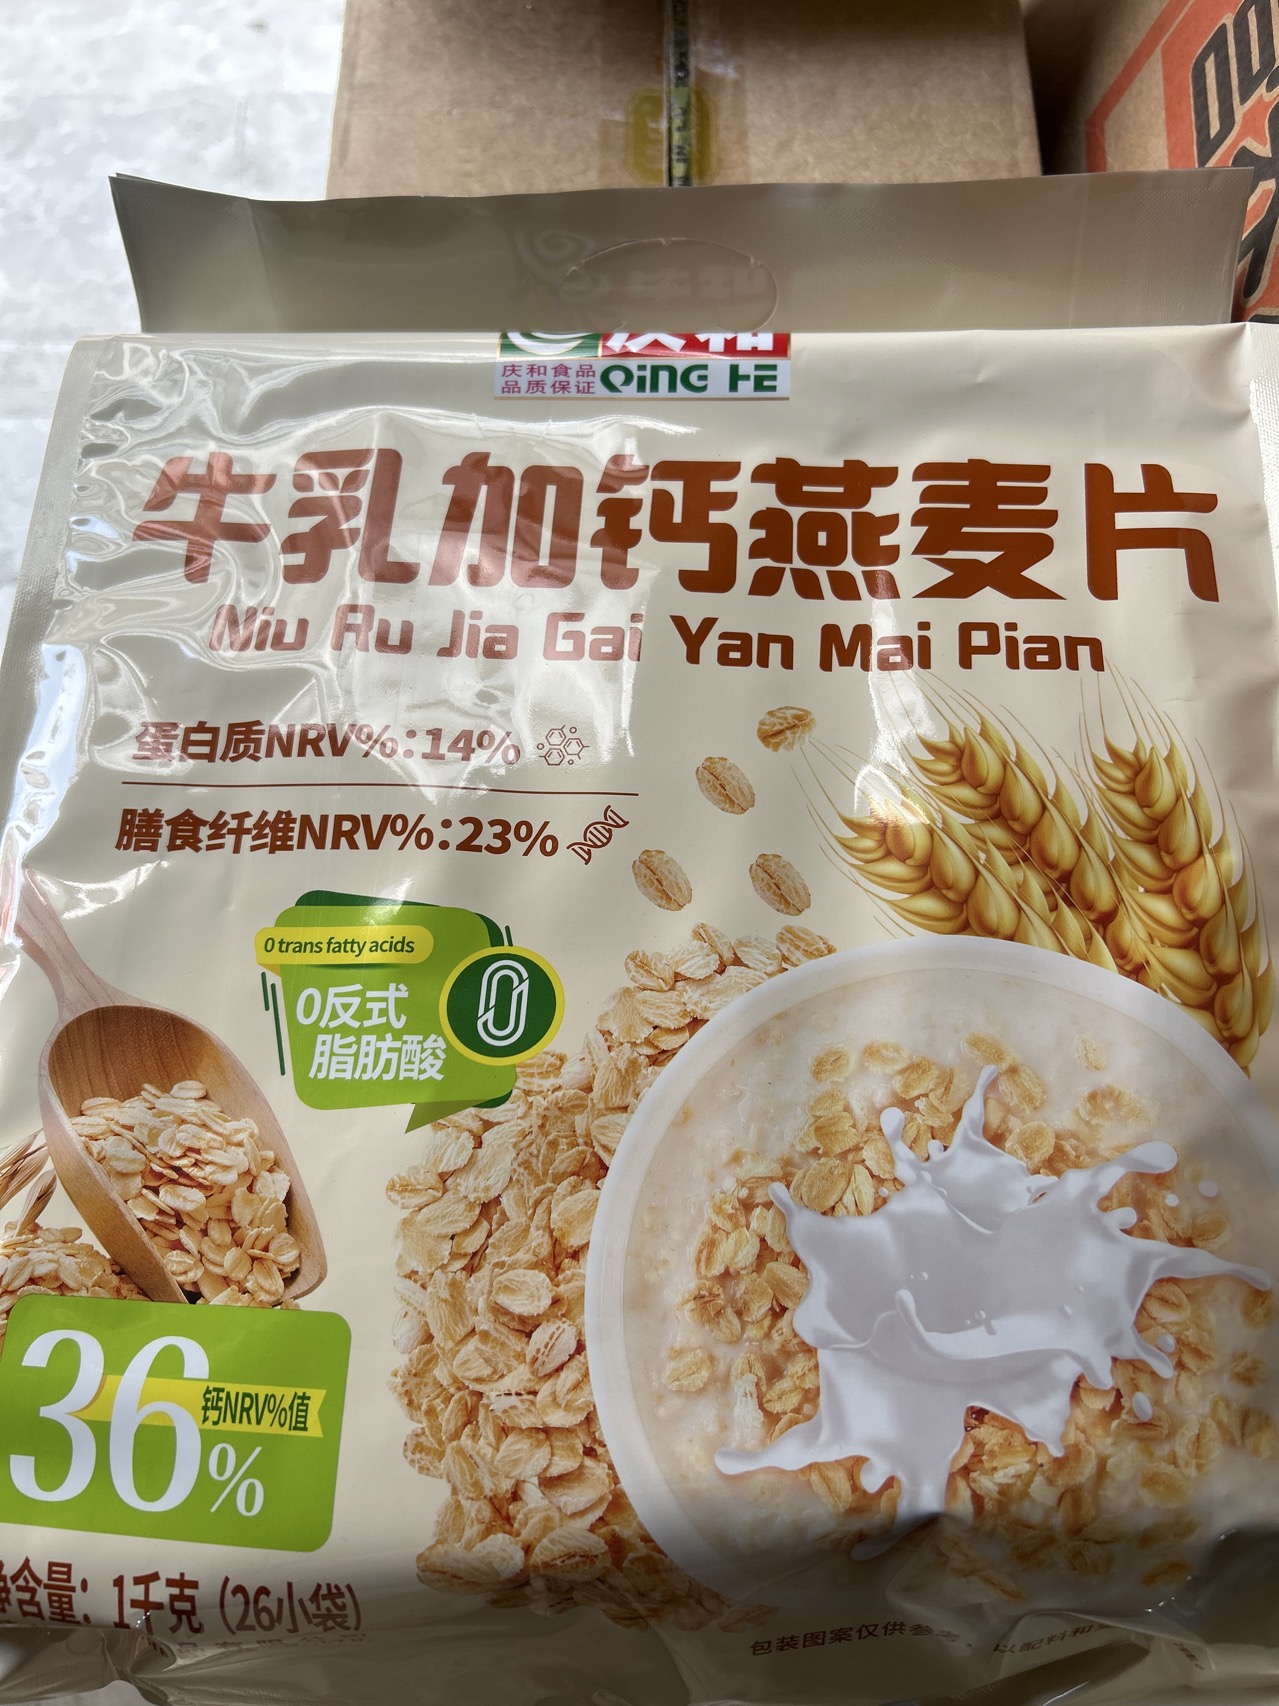 庆和
庆和食品
品质保证
QING HE
牛乳加钙燕麦片
Niu Ru Jia Gai Yan Mai Pian
蛋白质NRV%:14%
膳食纤维NRV%:23%
0 trans fatty acids
0反式
脂肪酸
0
36%
钙NRV%值
净含量：1千克（26小袋）
包装图案仅供